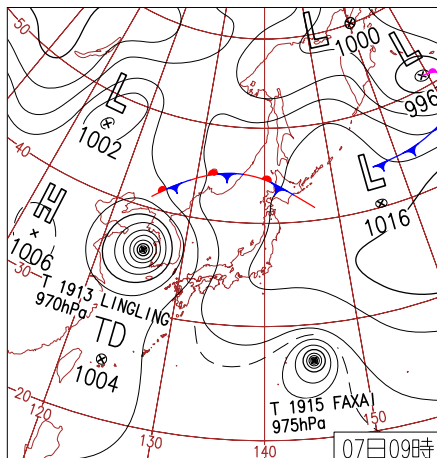 50
L
1000
L
996
L
1002
40
L
1016
H
1006
30
T 1913 LINGLING
970hPa
TD
1004
T 1915 FAXAI
975hPa
20
120
130
140
150
07日09時